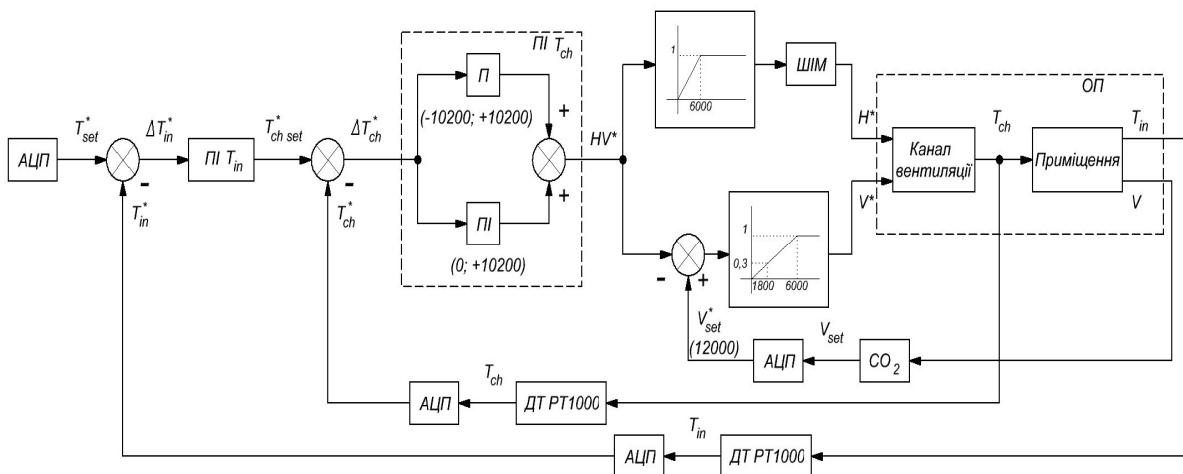 ПІ T_ch
ОП
1
6000
ШІМ
H*
П
(-10200; +10200)
+
T*_set
ΔT*_in
T*_ch set
ΔT*_ch
HV*
T_ch
T_in
АЦП
ПІ T_in
Канал
вентиляції
Приміщення
-
-
+
V*
V
T*_in
T*_ch
ПІ
(0; +10200)
1
0,3
1800
6000
-
+
V*_set
(12000)
V_set
АЦП
CO_2
T_ch
АЦП
ДТ РТ1000
T_in
АЦП
ДТ РТ1000